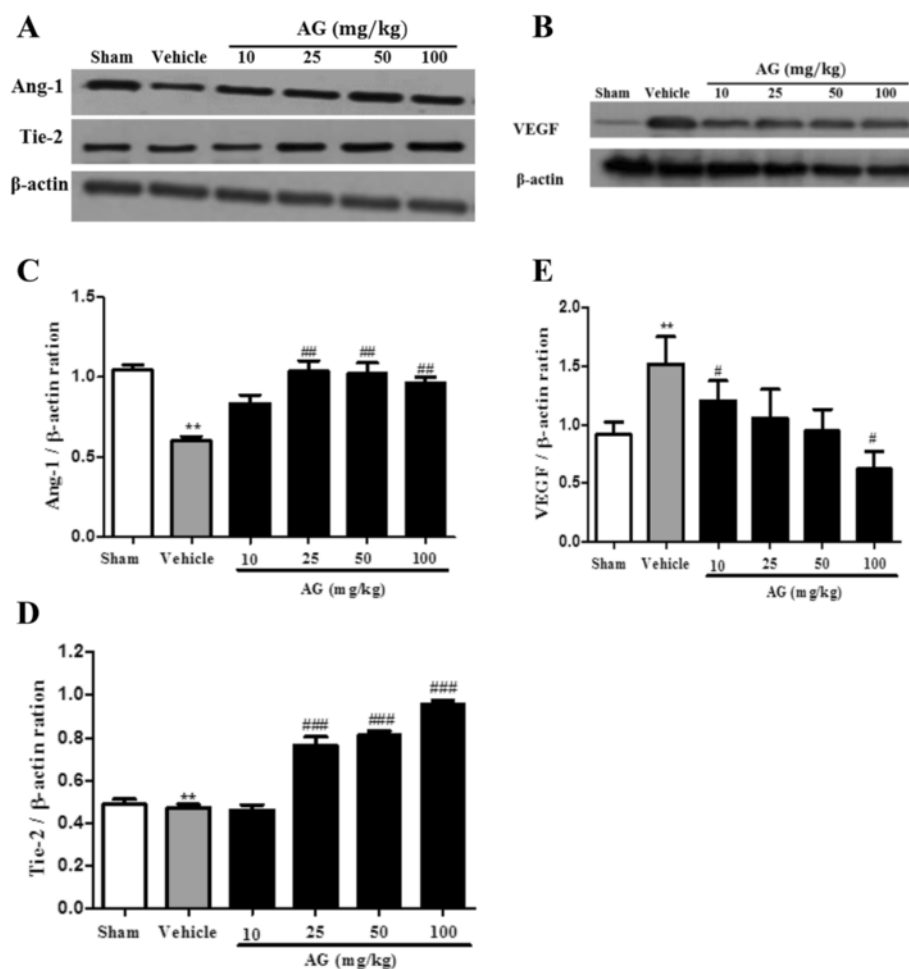 A
AG (mg/kg)
Sham Vehicle 10 25 50 100
Ang-1
Tie-2
β-actin
B
AG (mg/kg)
Sham Vehicle 10 25 50 100
VEGF
β-actin
C
Ang-1 / β-actin ration
1.5
1.0
0.5
0.0
**
##
##
##
Sham Vehicle 10 25 50 100
AG (mg/kg)
E
VEGF / β-actin ration
2.0
1.5
1.0
0.5
0.0
**
#
#
Sham Vehicle 10 25 50 100
AG (mg/kg)
D
Tie-2 / β-actin ration
1.2
1.0
0.8
0.6
0.4
0.2
0.0
**
###
###
###
Sham Vehicle 10 25 50 100
AG (mg/kg)